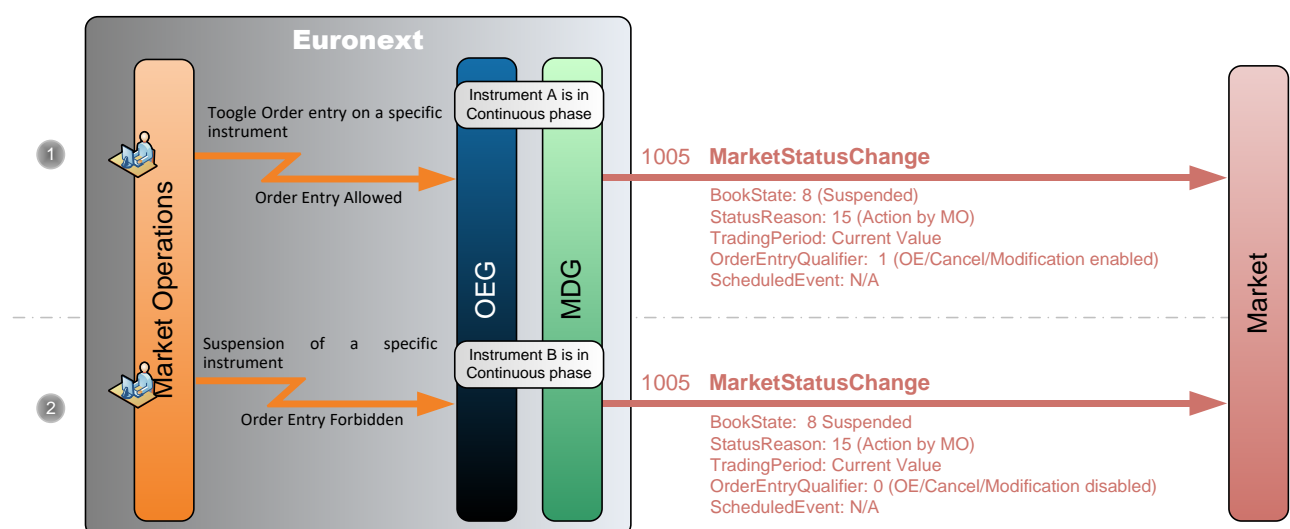 Euronext
Instrument A is in
Continuous phase
Toogle Order entry on a specific
instrument
1
1005 MarketStatusChange
Order Entry Allowed
BookState: 8 (Suspended)
StatusReason: 15 (Action by MO)
TradingPeriod: Current Value
OrderEntryQualifier: 1 (OE/Cancel/Modification enabled)
ScheduledEvent: N/A
Market Operations
OEG
MDG
Market
Suspension of a specific
instrument
Instrument B is in
Continuous phase
2
1005 MarketStatusChange
Order Entry Forbidden
BookState: 8 Suspended
StatusReason: 15 (Action by MO)
TradingPeriod: Current Value
OrderEntryQualifier: 0 (OE/Cancel/Modification disabled)
ScheduledEvent: N/A